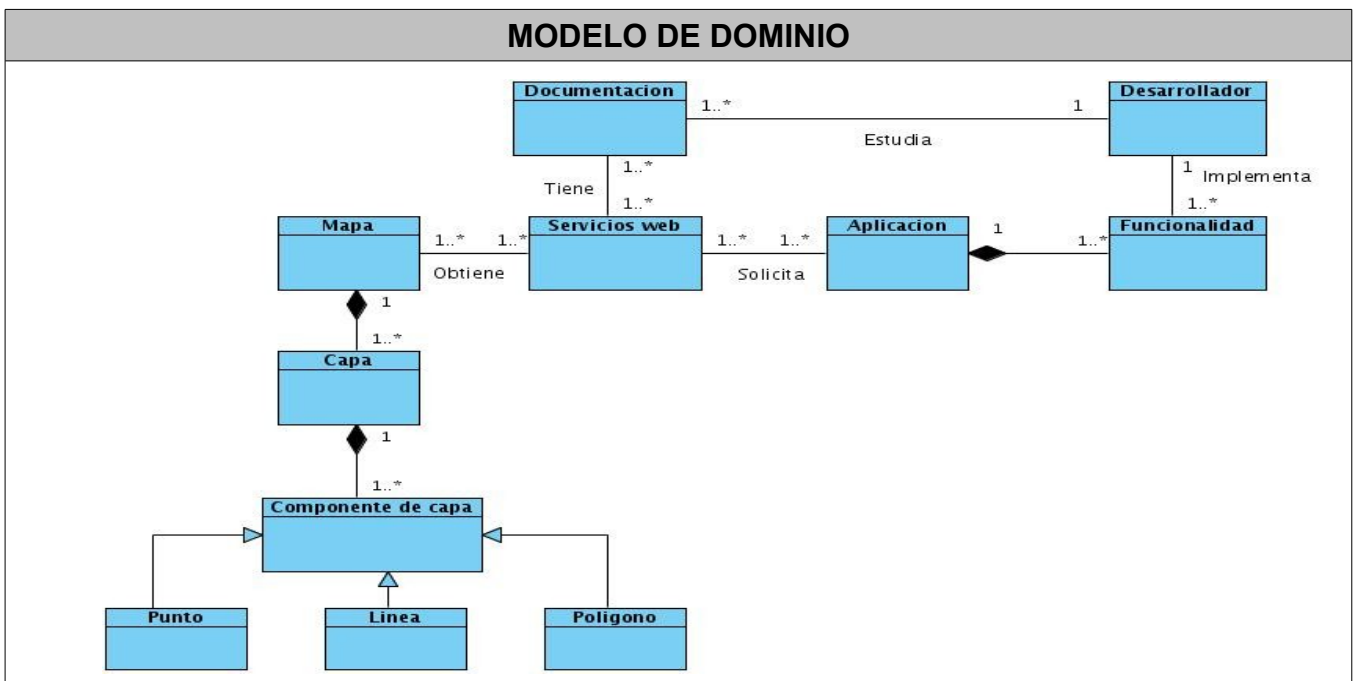 MODELO DE DOMINIO
Documentacion
Desarrollador
1..*
1
Estudia
1..*
1
Tiene
Implementa
1..*
1..*
Mapa
Servicios web
Aplicacion
Funcionalidad
1..*
1..*
1..*
1..*
1
1..*
Obtiene
Solicita
1
1..*
Capa
1
1..*
Componente de capa
Punto
Linea
Poligono